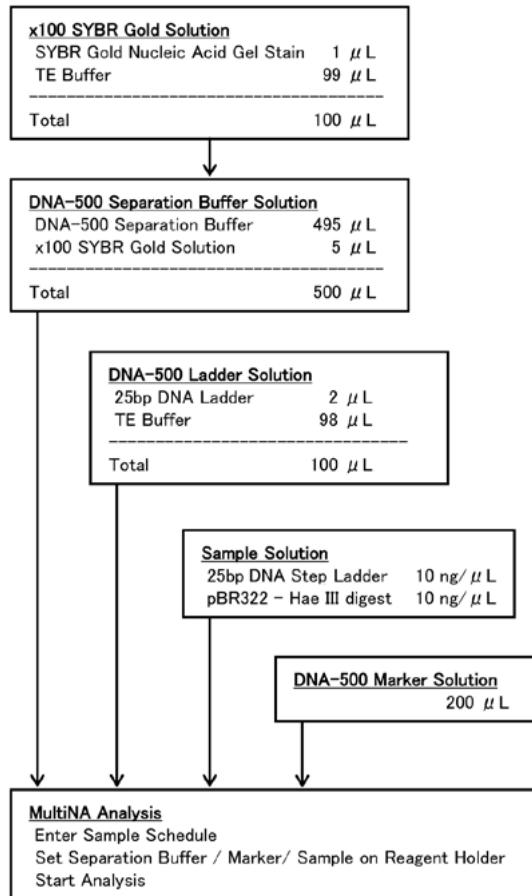 x100 SYBR Gold Solution
SYBR Gold Nucleic Acid Gel Stain 1 μL
TE Buffer 99 μL
Total 100 μL
DNA-500 Separation Buffer Solution
DNA-500 Separation Buffer 495 μL
x100 SYBR Gold Solution 5 μL
Total 500 μL
DNA-500 Ladder Solution
25bp DNA Ladder 2 μL
TE Buffer 98 μL
Total 100 μL
Sample Solution
25bp DNA Step Ladder 10 ng/μL
pBR322 - Hae III digest 10 ng/μL
DNA-500 Marker Solution
200 μL
MultiNA Analysis
Enter Sample Schedule
Set Separation Buffer / Marker/ Sample on Reagent Holder
Start Analysis